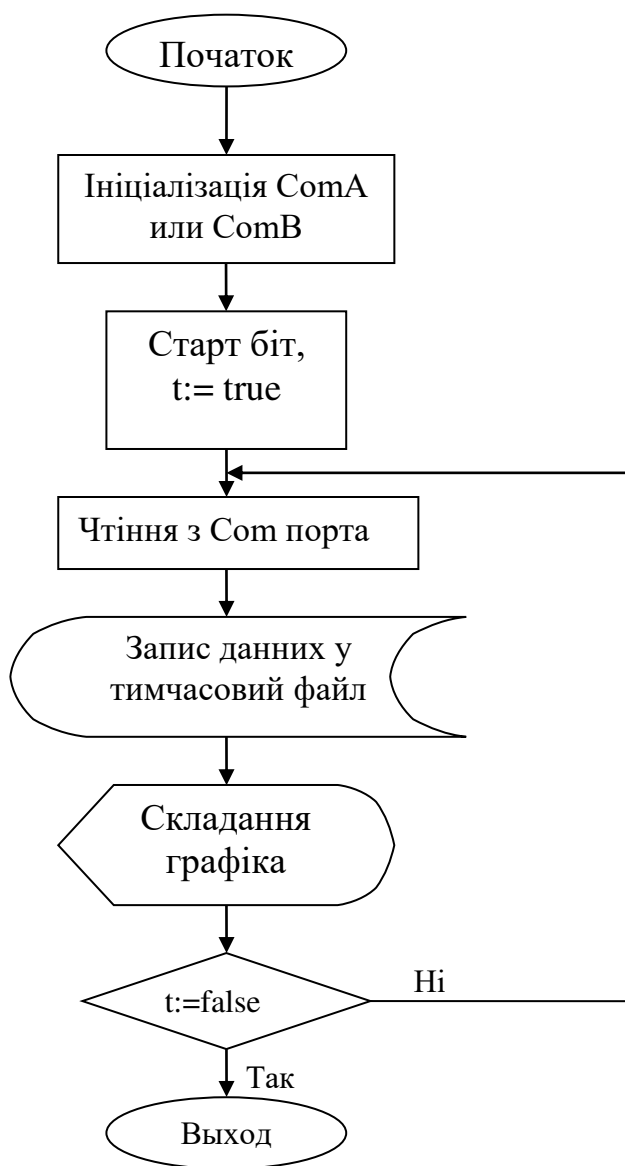 Початок
Ініціалізація ComA
или ComB
Старт біт,
t:= true
Чтіння з Com порта
Запис данних у
тимчасовий файл
Складання
графіка
t:=false
Ні
Так
Выход